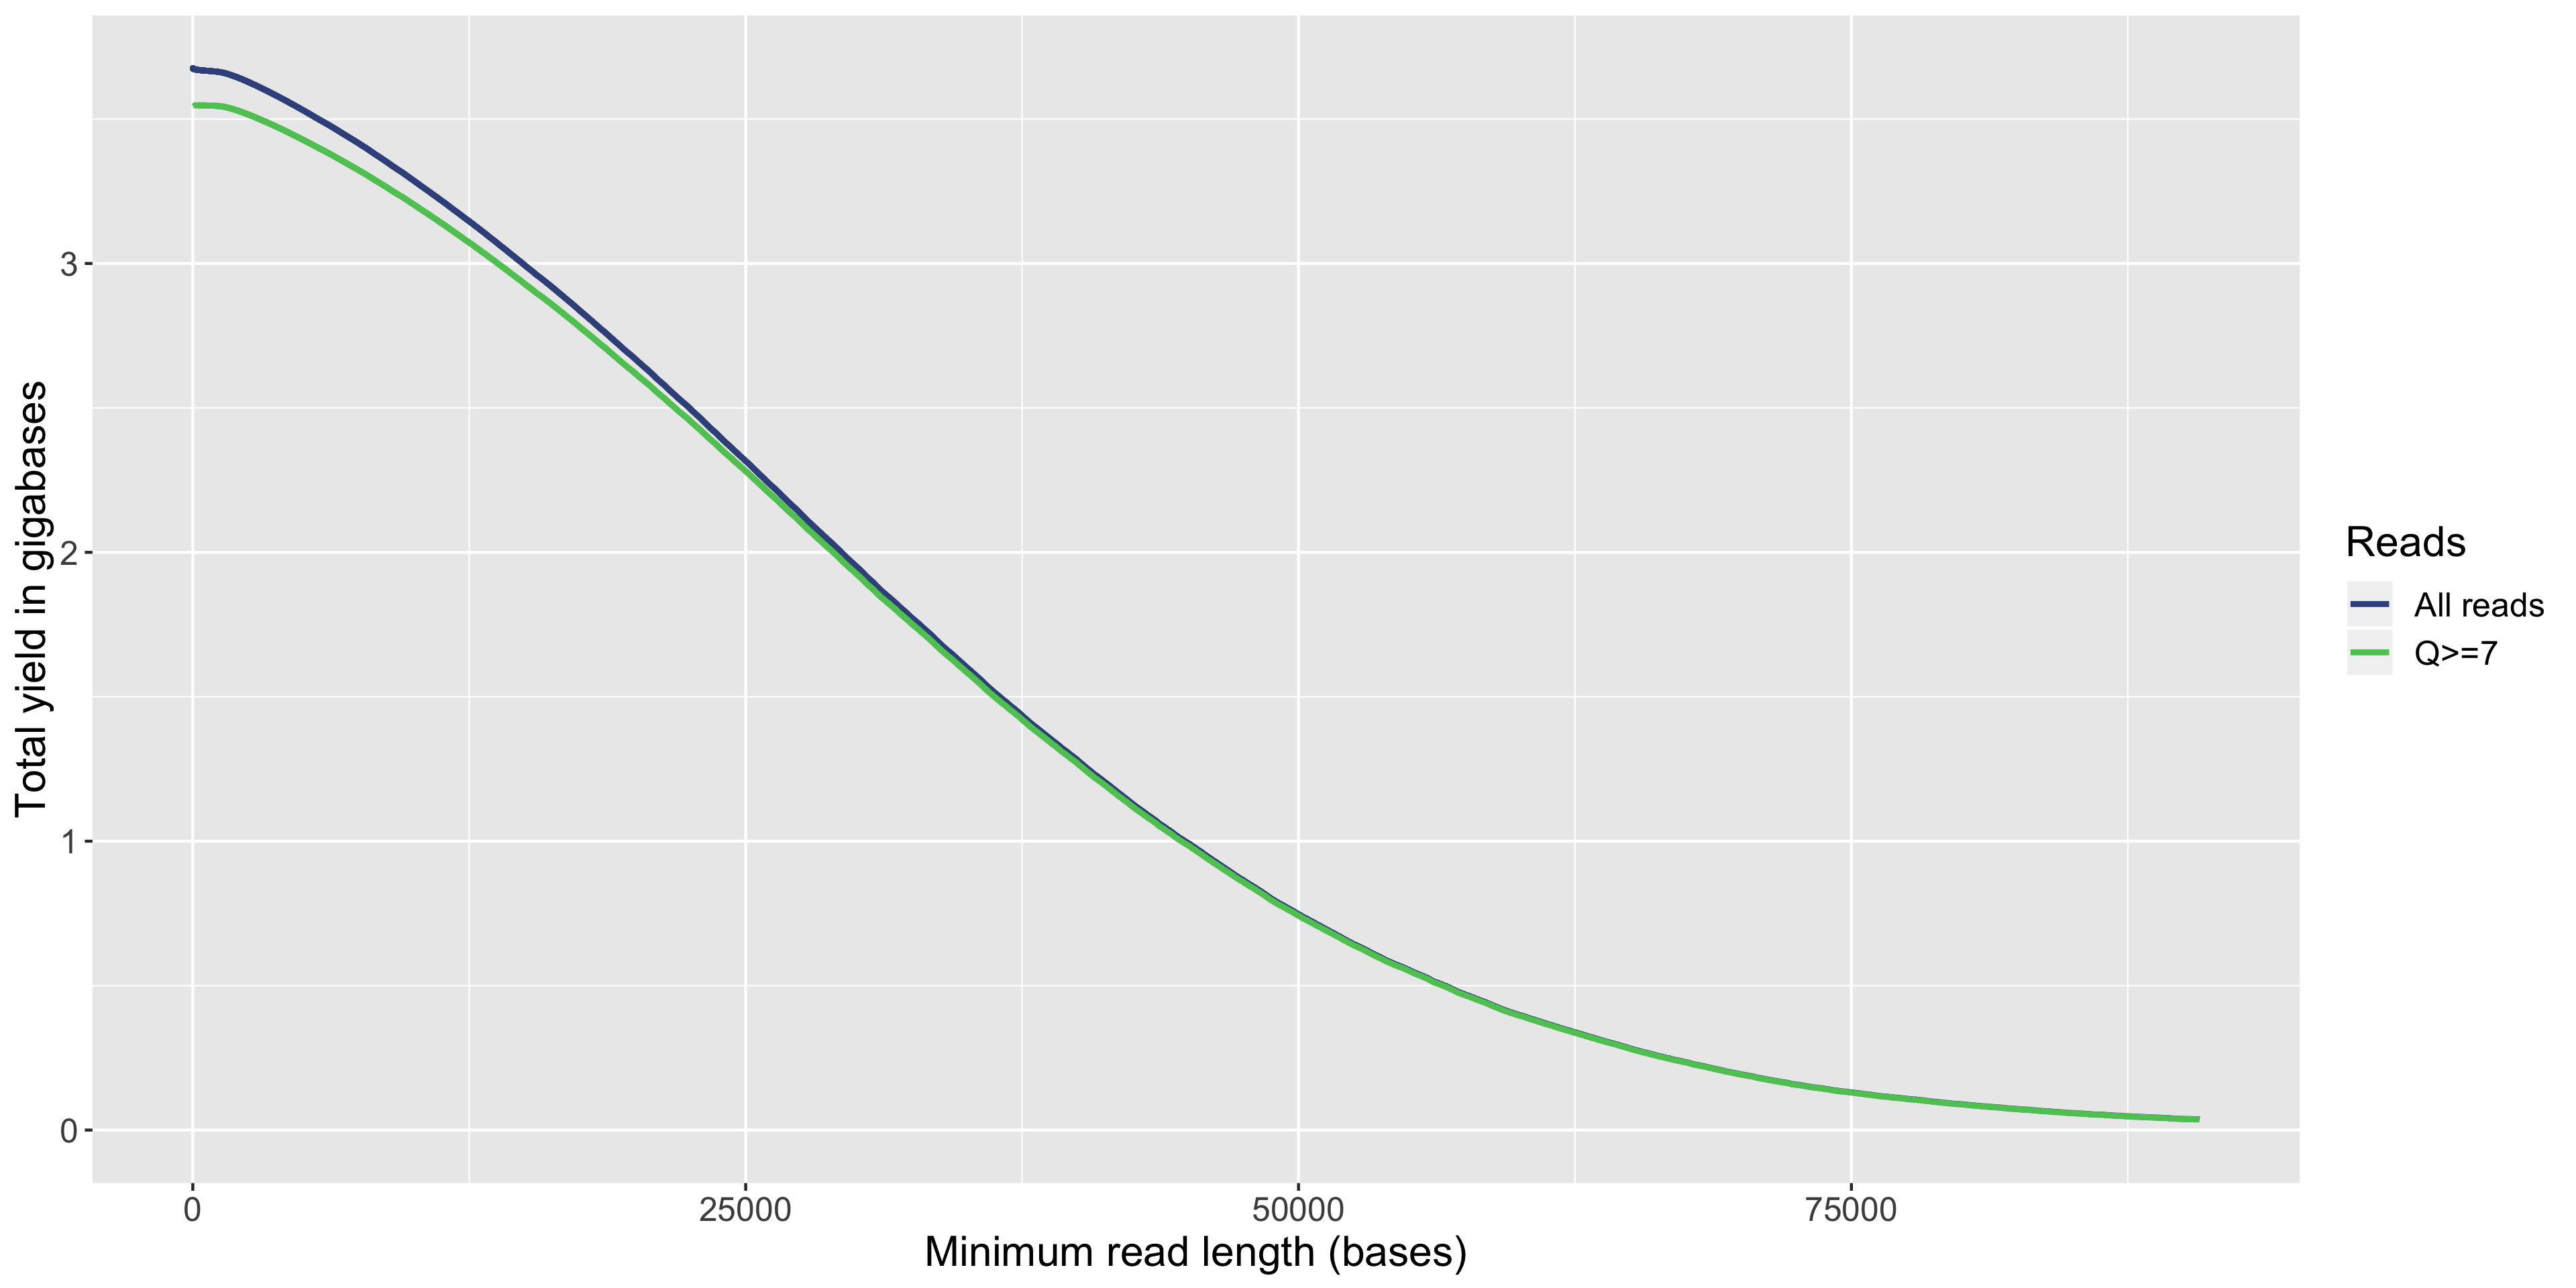 Total yield in gigabases
3
2
1
0
0 25000 50000 75000
Minimum read length (bases)
Reads
All reads
Q>=7